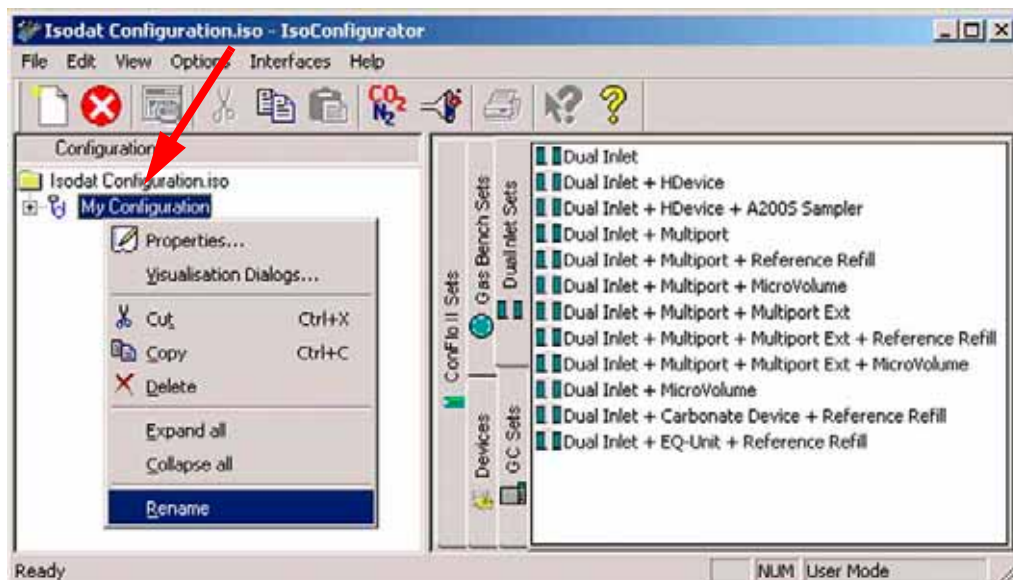 Isodat Configuration.iso - IsoConfigurator
File Edit View Options Interfaces Help
CO2
N2
Configuration
Isodat Configuration.iso
My Configuration
Properties...
Visualisation Dialogs...
Cut Ctrl+X
Copy Ctrl+C
Delete
Expand all
Collapse all
Rename
ConFlo II Sets
Gas Bench Sets
Dual Inlet Sets
Devices
GC Sets
Dual Inlet
Dual Inlet + HDevice
Dual Inlet + HDevice + A200S Sampler
Dual Inlet + Multiport
Dual Inlet + Multiport + Reference Refill
Dual Inlet + Multiport + MicroVolume
Dual Inlet + Multiport + Multiport Ext
Dual Inlet + Multiport + Multiport Ext + Reference Refill
Dual Inlet + Multiport + Multiport Ext + MicroVolume
Dual Inlet + MicroVolume
Dual Inlet + Carbonate Device + Reference Refill
Dual Inlet + EQ-Unit + Reference Refill
Ready NUM User Mode